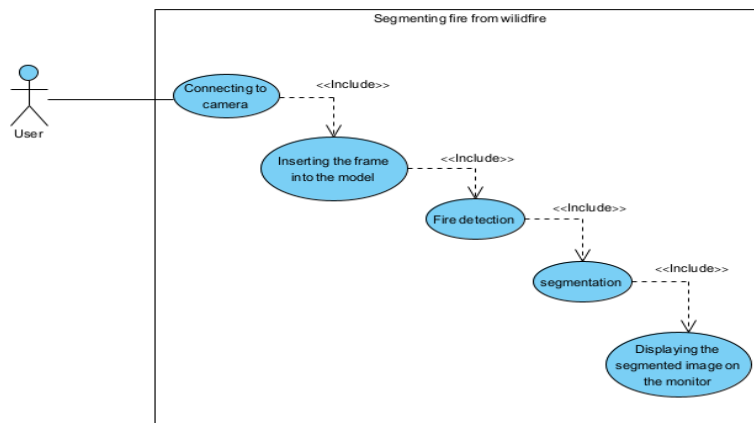 Segmenting fire from wilidfire
Connecting to
camera
<<Include>>
User
Inserting the frame
into the model
<<Include>>
Fire detection
<<Include>>
segmentation
<<Include>>
Displaying the
segmented image on
the monitor